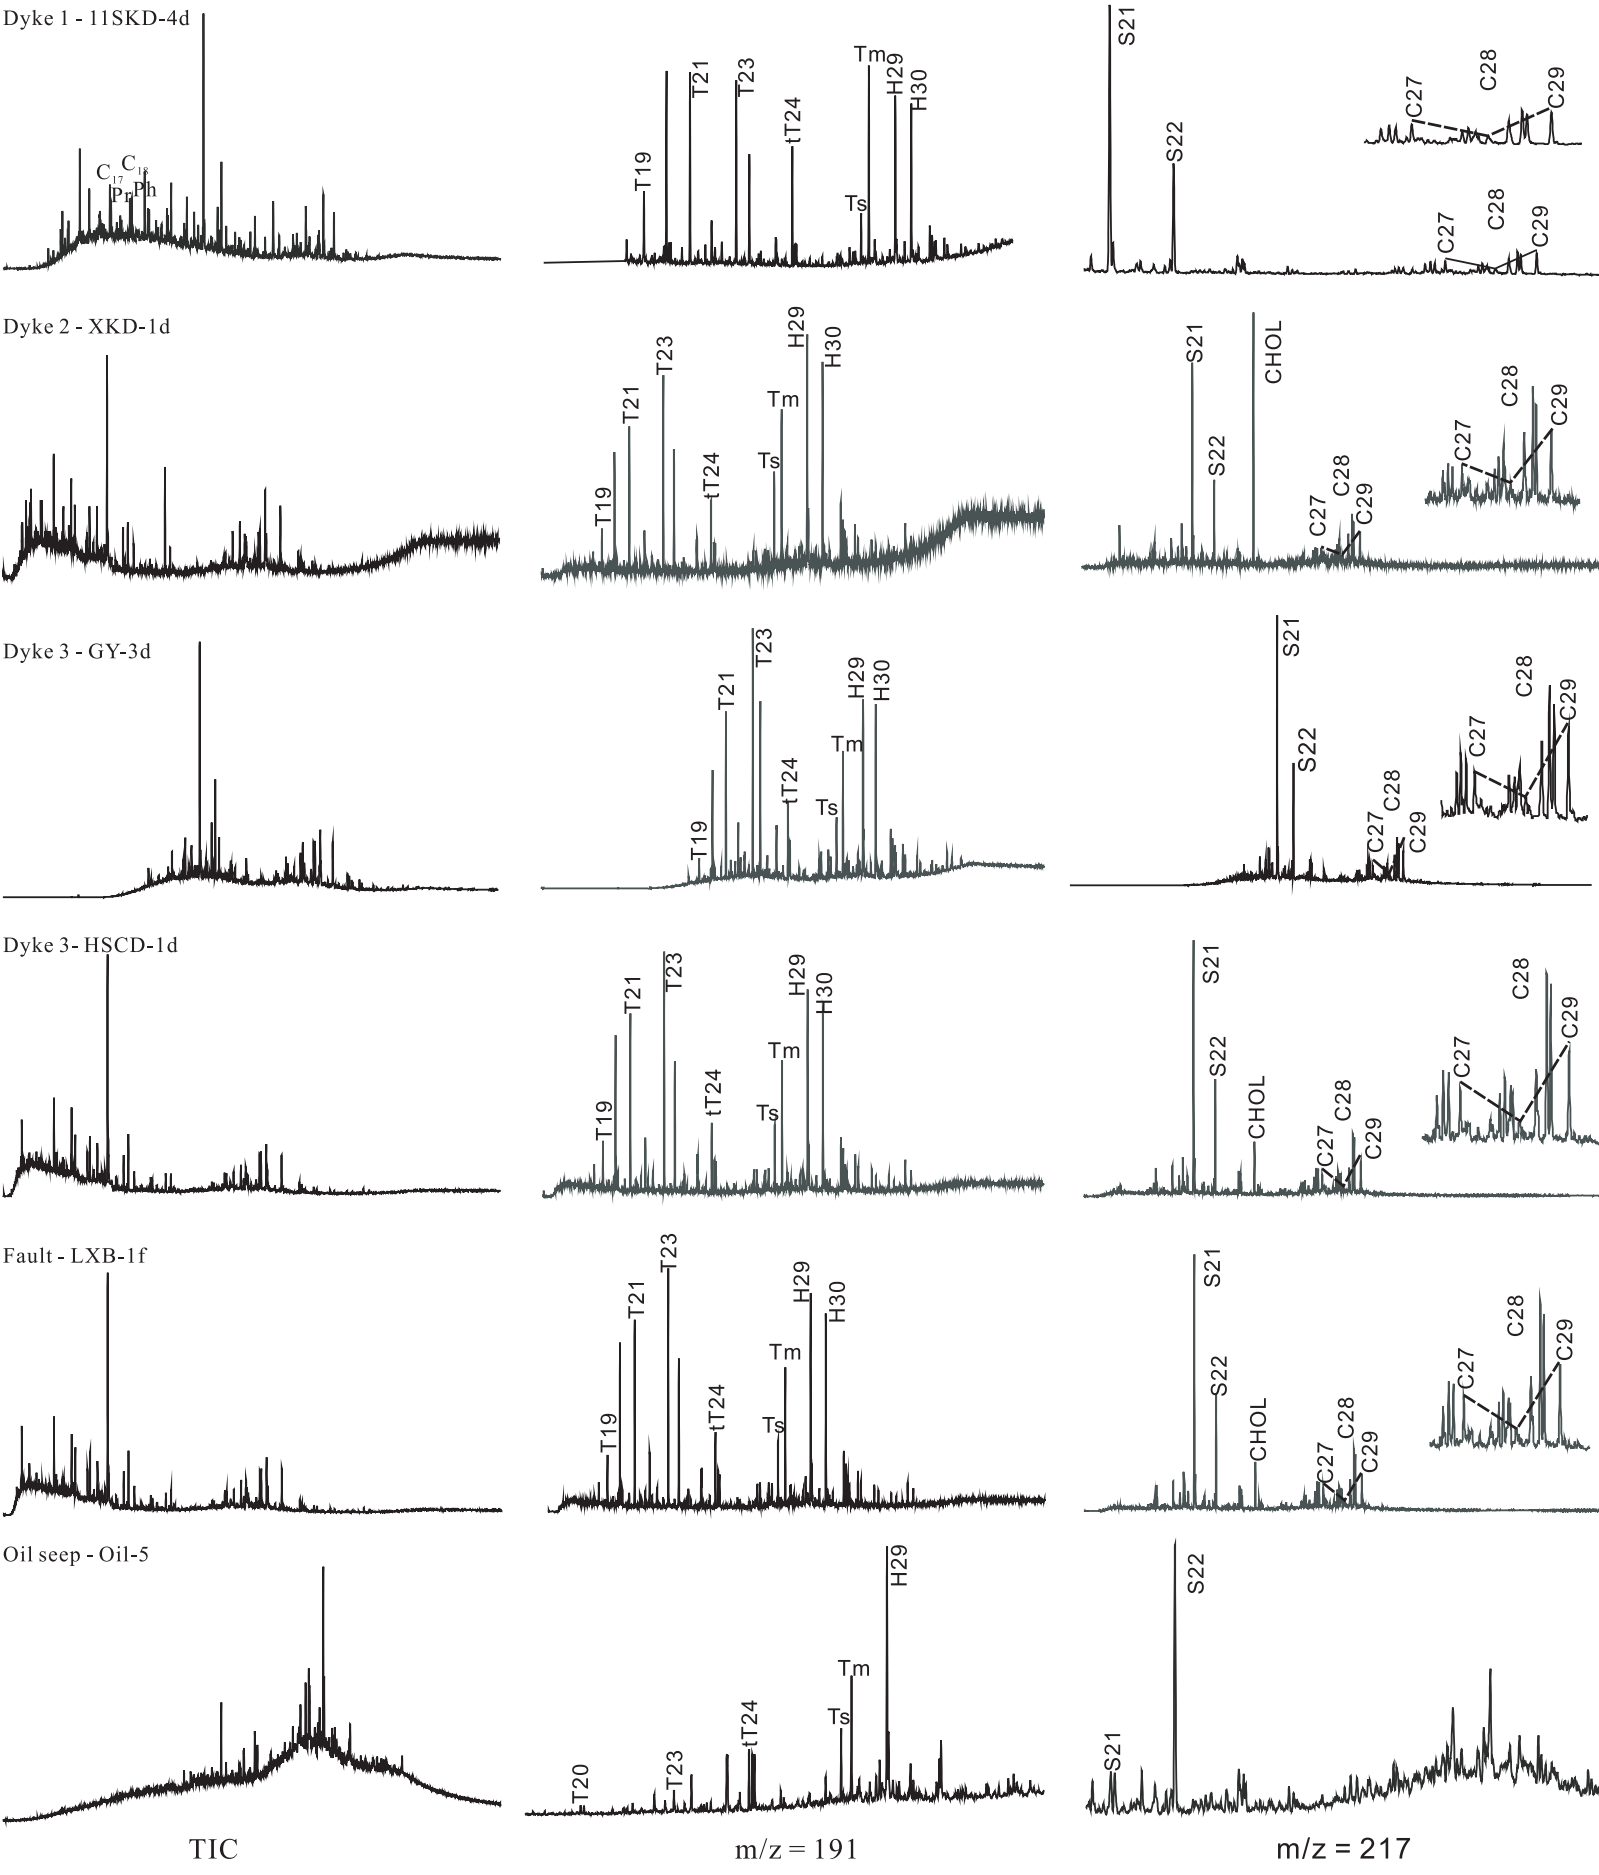 Dyke 1 - 11SKD-4d
C17
C18
Pr
Ph
T19
T21
T23
tT24
Ts
Tm
H29
H30
S21
S22
C27
C28
C29
C27
C28
C29
Dyke 2 - XKD-1d
T19
T21
T23
tT24
Ts
Tm
H29
H30
S21
S22
CHOL
C27
C28
C29
C27
C28
C29
Dyke 3 - GY-3d
T19
T21
T23
tT24
Ts
Tm
H29
H30
S21
S22
C27
C28
C29
C27
C28
C29
Dyke 3- HSCD-1d
T19
T21
T23
tT24
Ts
Tm
H29
H30
S21
S22
CHOL
C27
C28
C29
C27
C28
C29
Fault - LXB-1f
T19
T21
T23
tT24
Ts
Tm
H29
H30
S21
S22
CHOL
C27
C28
C29
C27
C28
C29
Oil seep - Oil-5
T20
T23
tT24
Ts
Tm
H29
S21
S22
TIC
m/z = 191
m/z = 217